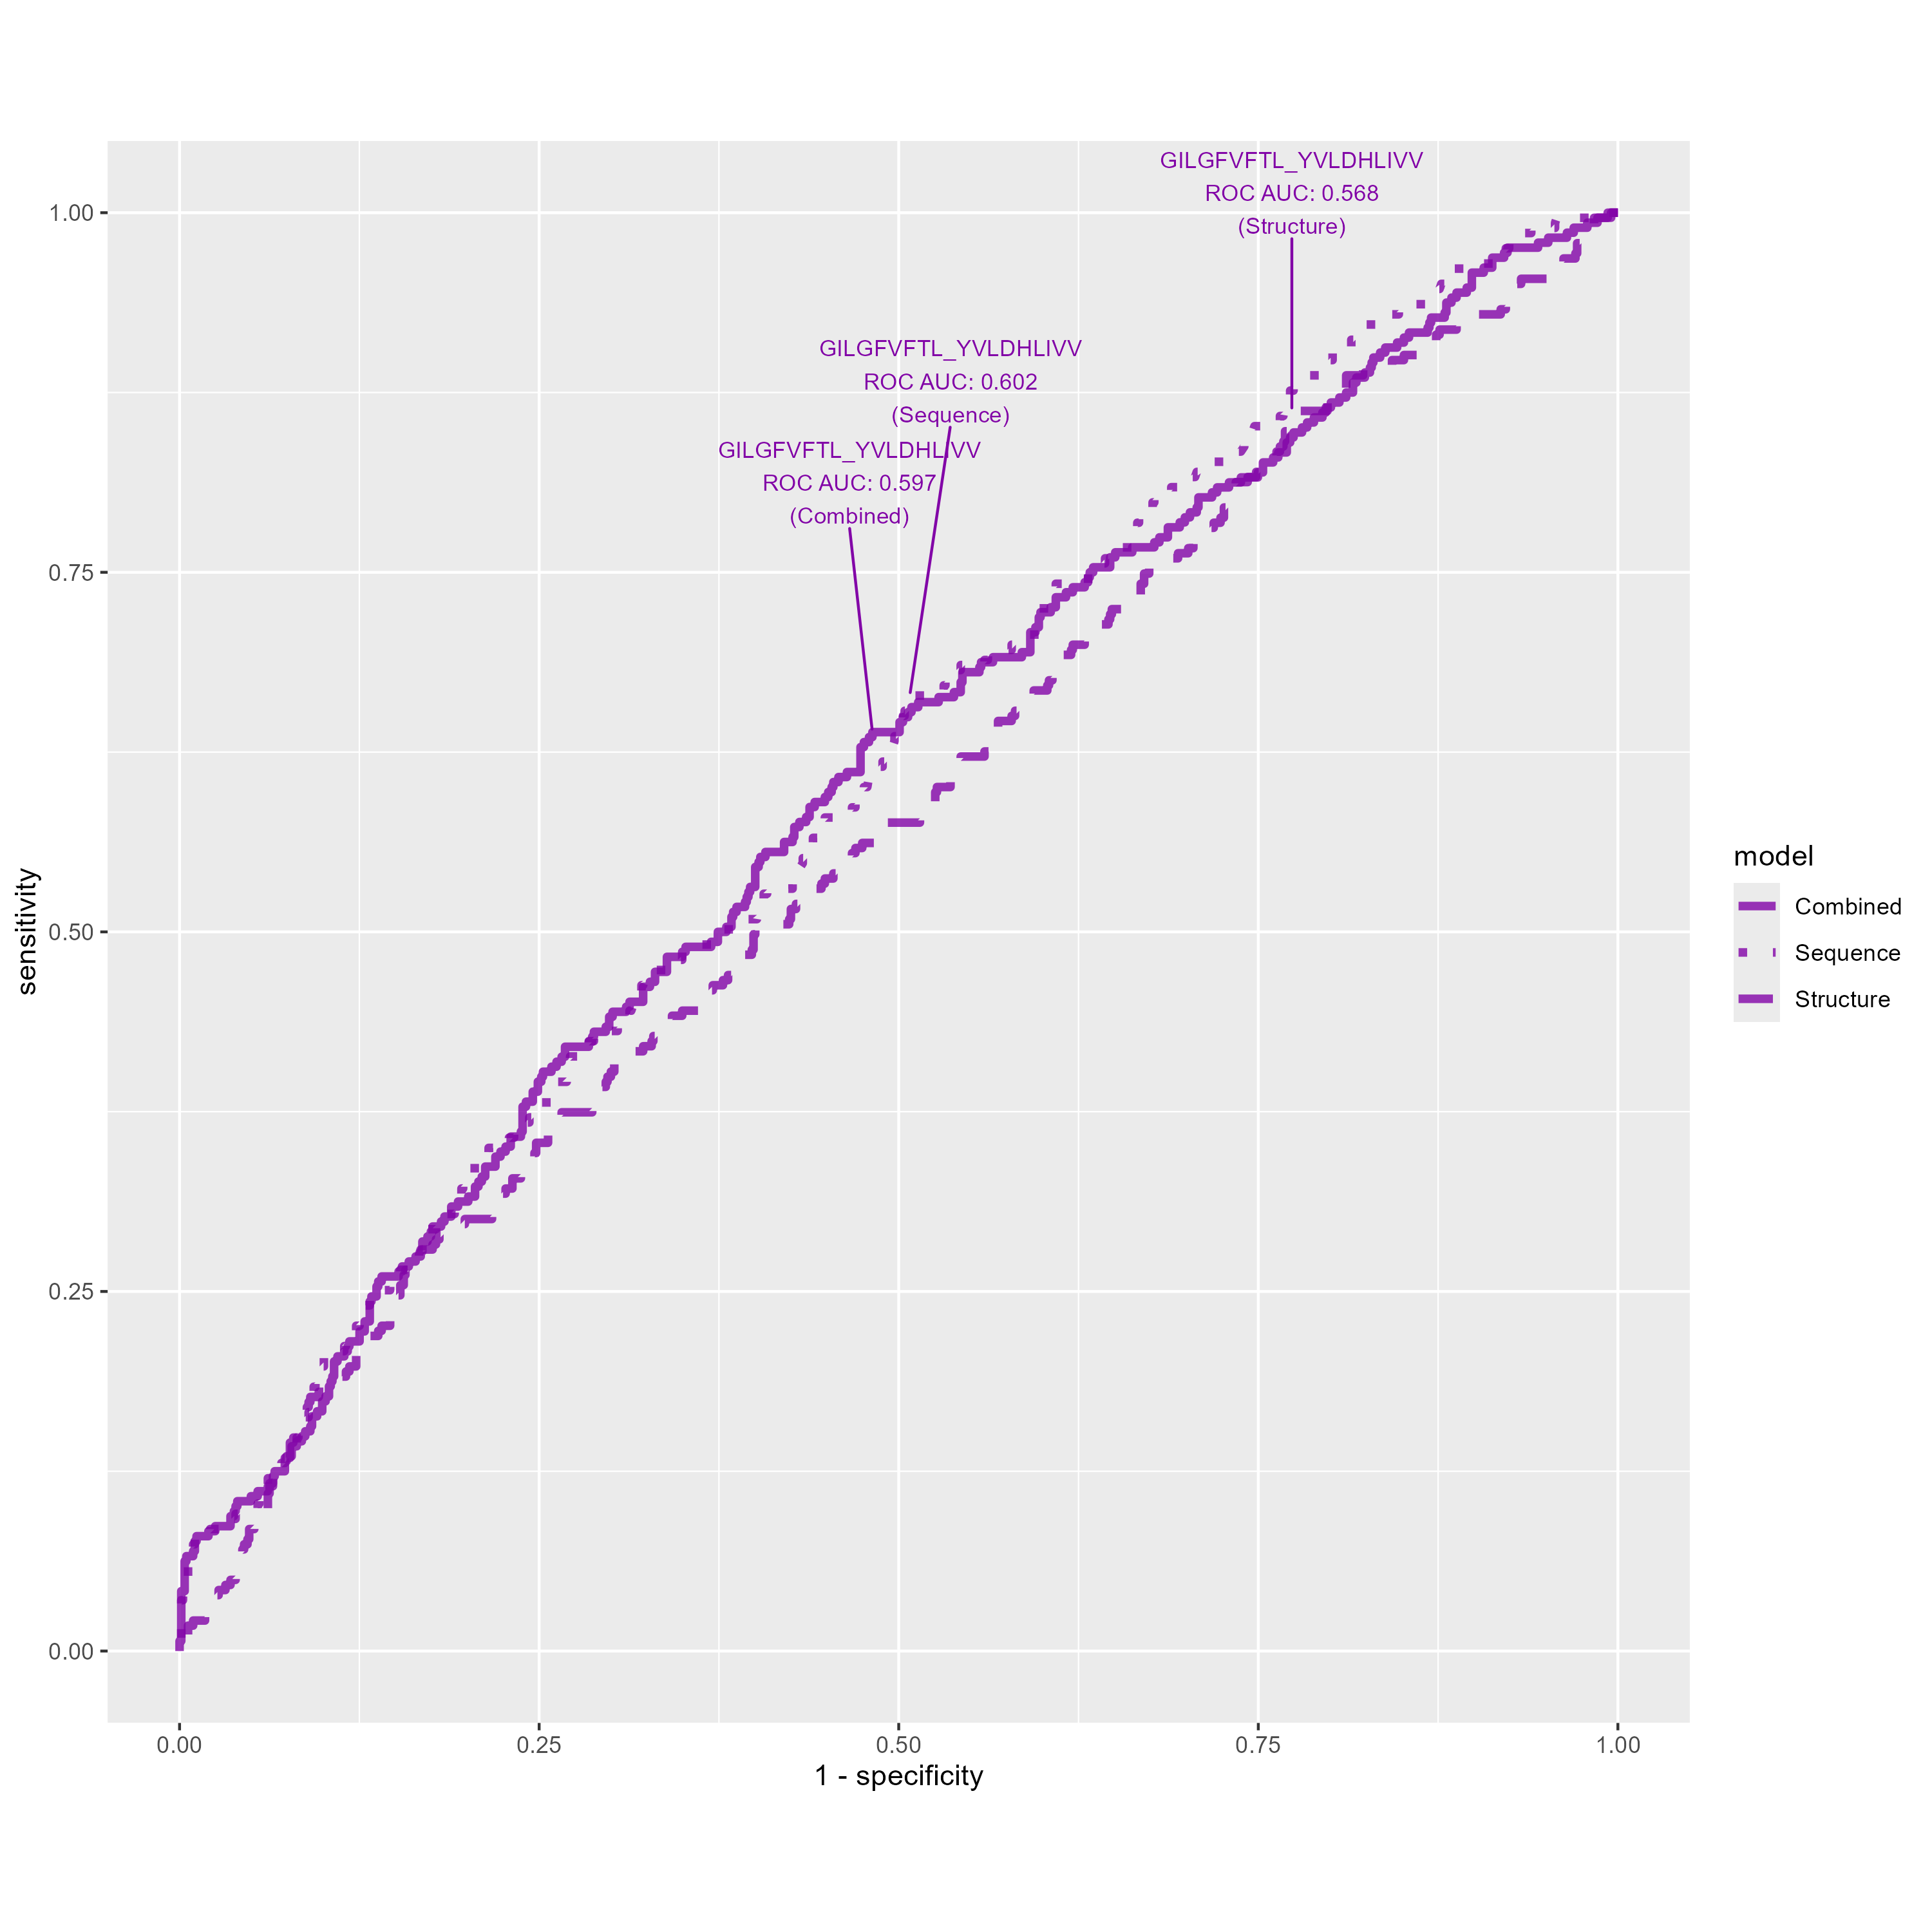 GILGFVFTL_YVLDHLIVV
ROC AUC: 0.568
(Structure)
GILGFVFTL_YVLDHLIVV
ROC AUC: 0.602
(Sequence)
GILGFVFTL_YVLDHLIVV
ROC AUC: 0.597
(Combined)
1.00
0.75
0.50
0.25
0.00
sensitivity
0.00
0.25
0.50
0.75
1.00
1 - specificity
model
Combined
Sequence
Structure